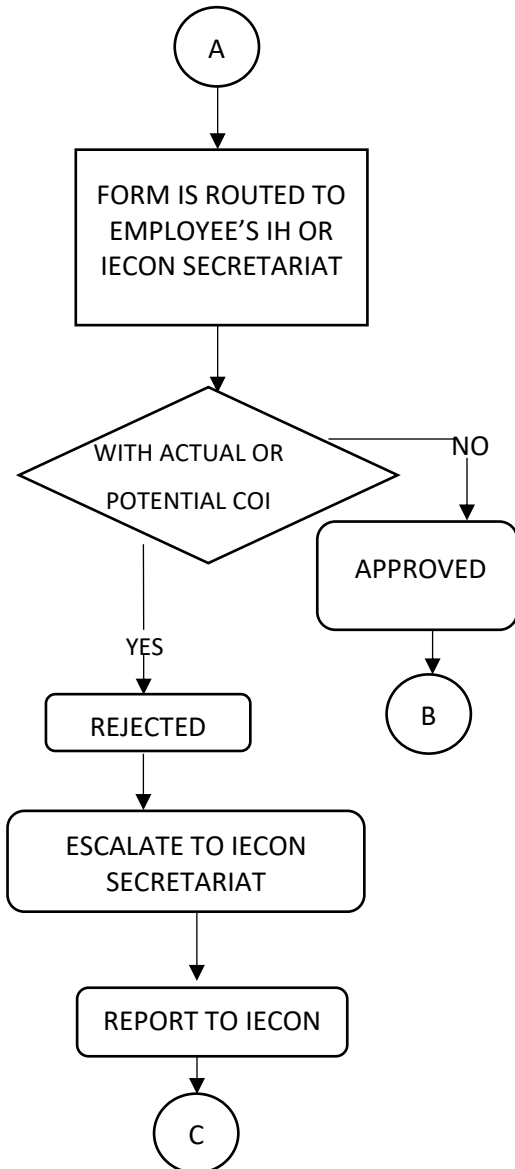 A
FORM IS ROUTED TO
EMPLOYEE’S IH OR
IECON SECRETARIAT
WITH ACTUAL OR
POTENTIAL COI
NO
APPROVED
B
YES
REJECTED
ESCALATE TO IECON
SECRETARIAT
REPORT TO IECON
C